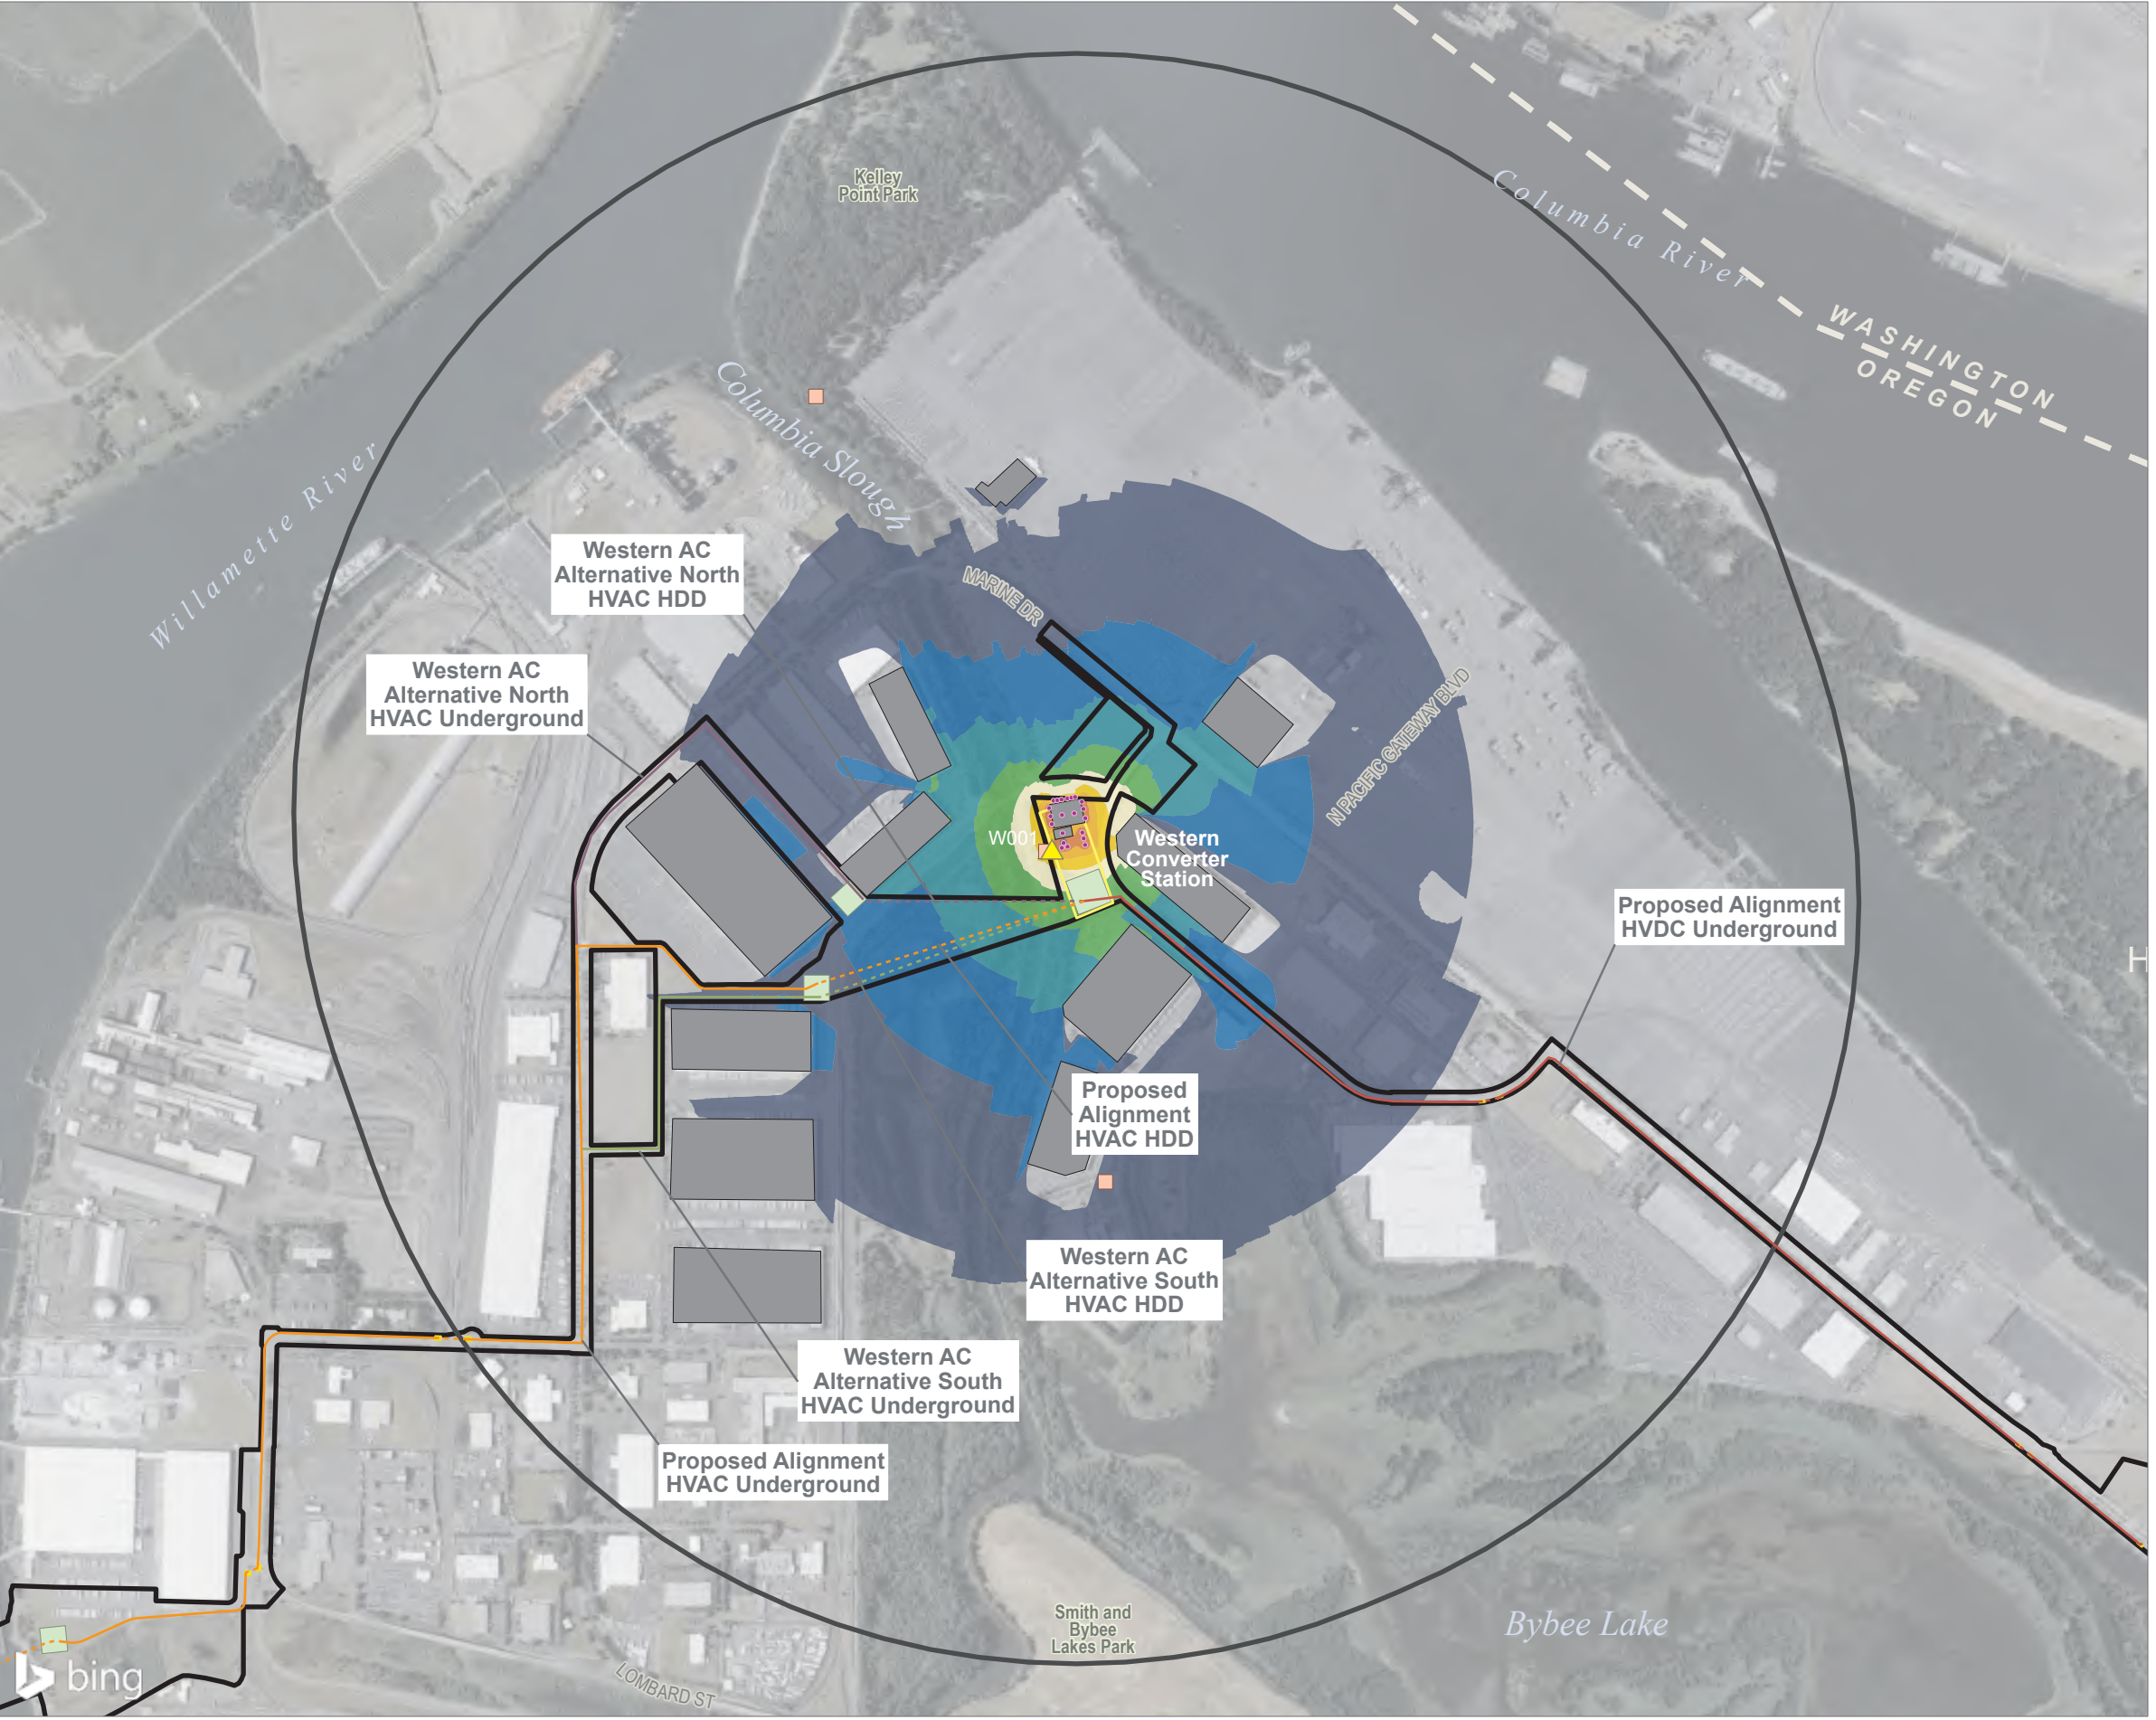 Kelley
Point Park
Columbia River
WASHINGTON
OREGON
Columbia Slough
Willamette River
Western AC
Alternative North
HVAC HDD
MARINE DR
Western AC
Alternative North
HVAC Underground
N PACIFIC GATEWAY BLVD
W001
Western
Converter
Station
Proposed Alignment
HVDC Underground
H
Proposed
Alignment
HVAC HDD
Western AC
Alternative South
HVAC HDD
Western AC
Alternative South
HVAC Underground
Proposed Alignment
HVAC Underground
Smith and
Bybee
Lakes Park
Bybee Lake
bing
LOMBARD ST